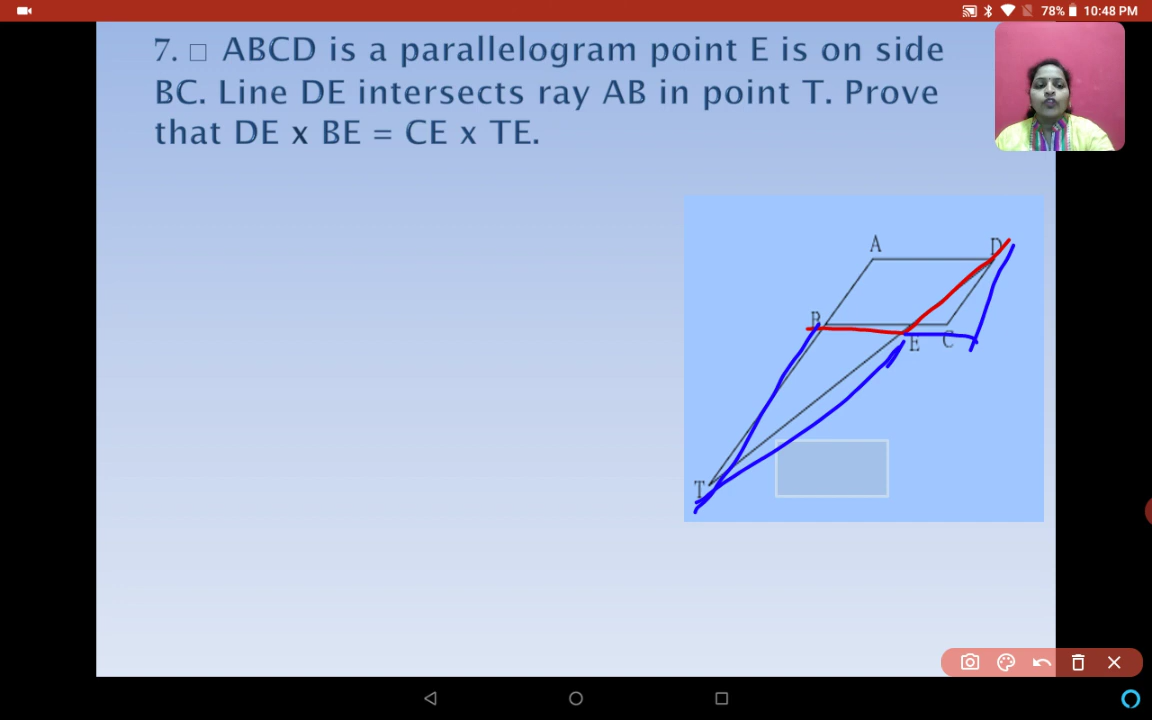 78% 10:48 PM
7. □ ABCD is a parallelogram point E is on side
BC. Line DE intersects ray AB in point T. Prove
that DE x BE = CE x TE.
A
D
B
E
C
T